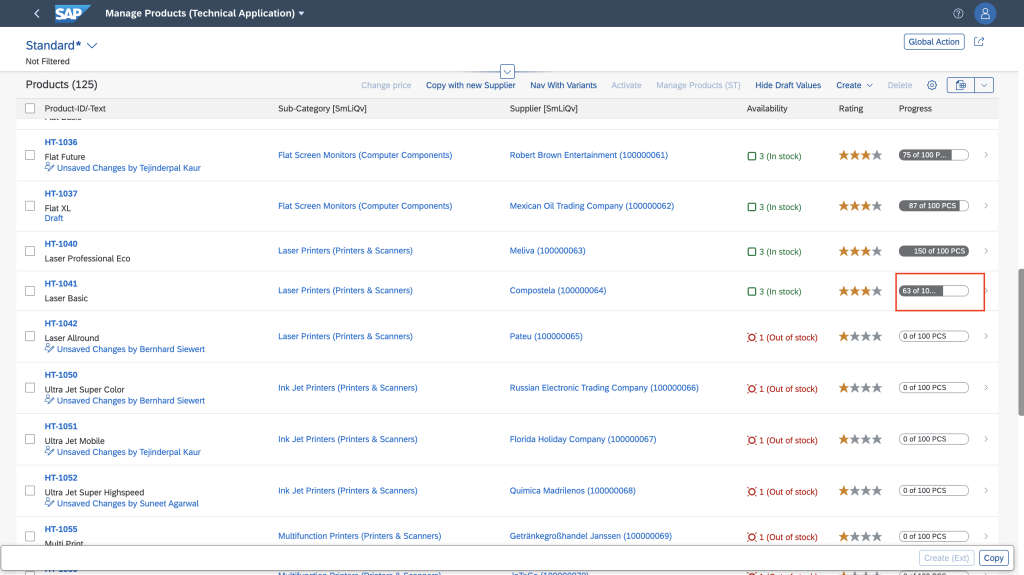 SAP Manage Products (Technical Application)
Standard*
Not Filtered
Global Action
Products (125)
Change price Copy with new Supplier Nav With Variants Activate Manage Products (ST) Hide Draft Values Create Delete
Product-ID/-Text Sub-Category [SmLiQv] Supplier [SmLiQv] Availability Rating Progress
HT-1036
Flat Future
Unsaved Changes by Tejinderpal Kaur
Flat Screen Monitors (Computer Components) Robert Brown Entertainment (100000061) 3 (In stock) 75 of 100 P...
HT-1037
Flat XL
Draft
Flat Screen Monitors (Computer Components) Mexican Oil Trading Company (100000062) 3 (In stock) 87 of 100 PCS
HT-1040
Laser Professional Eco
Laser Printers (Printers & Scanners) Meliva (100000063) 3 (In stock) 150 of 100 PCS
HT-1041
Laser Basic
Laser Printers (Printers & Scanners) Compostela (100000064) 3 (In stock) 63 of 10...
HT-1042
Laser Allround
Unsaved Changes by Bernhard Siewert
Laser Printers (Printers & Scanners) Pateu (100000065) 1 (Out of stock) 0 of 100 PCS
HT-1050
Ultra Jet Super Color
Unsaved Changes by Bernhard Siewert
Ink Jet Printers (Printers & Scanners) Russian Electronic Trading Company (100000066) 1 (Out of stock) 0 of 100 PCS
HT-1051
Ultra Jet Mobile
Unsaved Changes by Tejinderpal Kaur
Ink Jet Printers (Printers & Scanners) Florida Holiday Company (100000067) 1 (Out of stock) 0 of 100 PCS
HT-1052
Ultra Jet Super Highspeed
Unsaved Changes by Suneet Agarwal
Ink Jet Printers (Printers & Scanners) Quimica Madrilenos (100000068) 1 (Out of stock) 0 of 100 PCS
HT-1055
Multi Print
Multifunction Printers (Printers & Scanners) Getränkegroßhandel Janssen (100000069) 1 (Out of stock) 0 of 100 PCS
Create (Ext) Copy